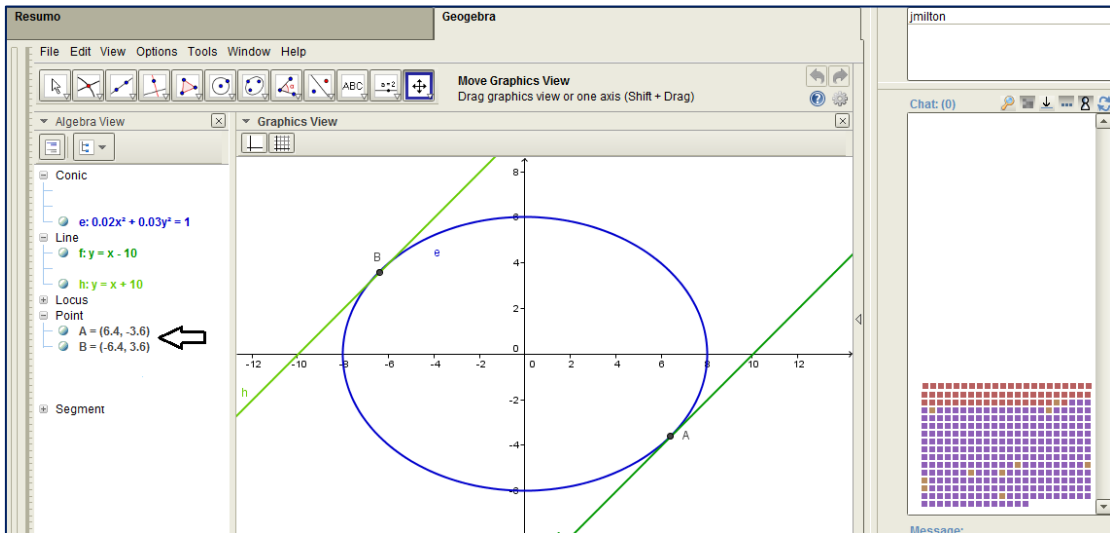 Resumo
Geogebra
jmilton
File Edit View Options Tools Window Help
ABC
a=2
Move Graphics View
Drag graphics view or one axis (Shift + Drag)
Algebra View
Graphics View
Chat: (0)
Conic
e: 0.02x² + 0.03y² = 1
Line
f: y = x - 10
h: y = x + 10
Locus
Point
A = (6.4, -3.6)
B = (-6.4, 3.6)
Segment
8
6
4
2
0
-2
-4
-6
-12 -10 -8 -6 -4 -2 0 2 4 6 8 10 12
B
e
h
A
Message: